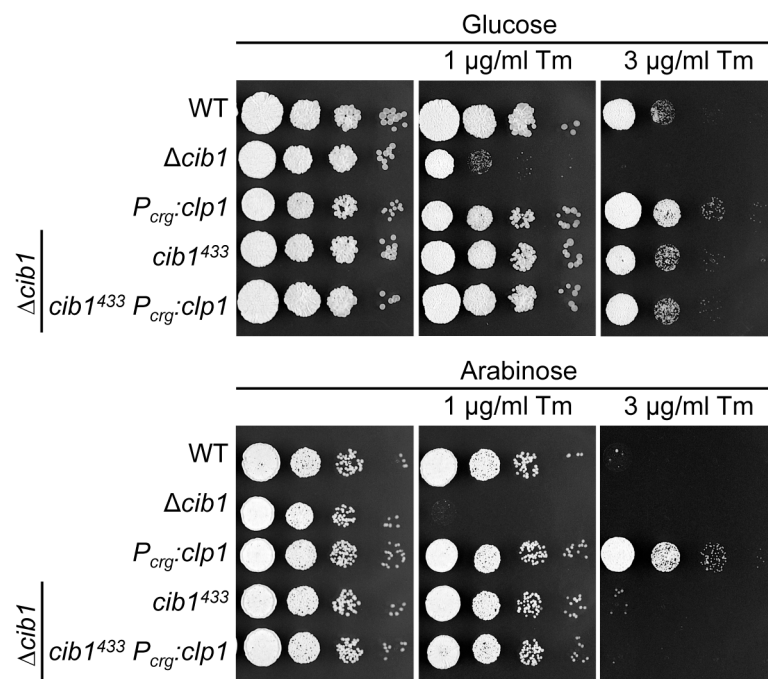 Glucose
1 µg/ml Tm
3 µg/ml Tm
WT
Δcib1
Pcrg:clp1
cib1⁴³³
cib1⁴³³ Pcrg:clp1
Δcib1
Arabinose
1 µg/ml Tm
3 µg/ml Tm
WT
Δcib1
Pcrg:clp1
cib1⁴³³
cib1⁴³³ Pcrg:clp1
Δcib1